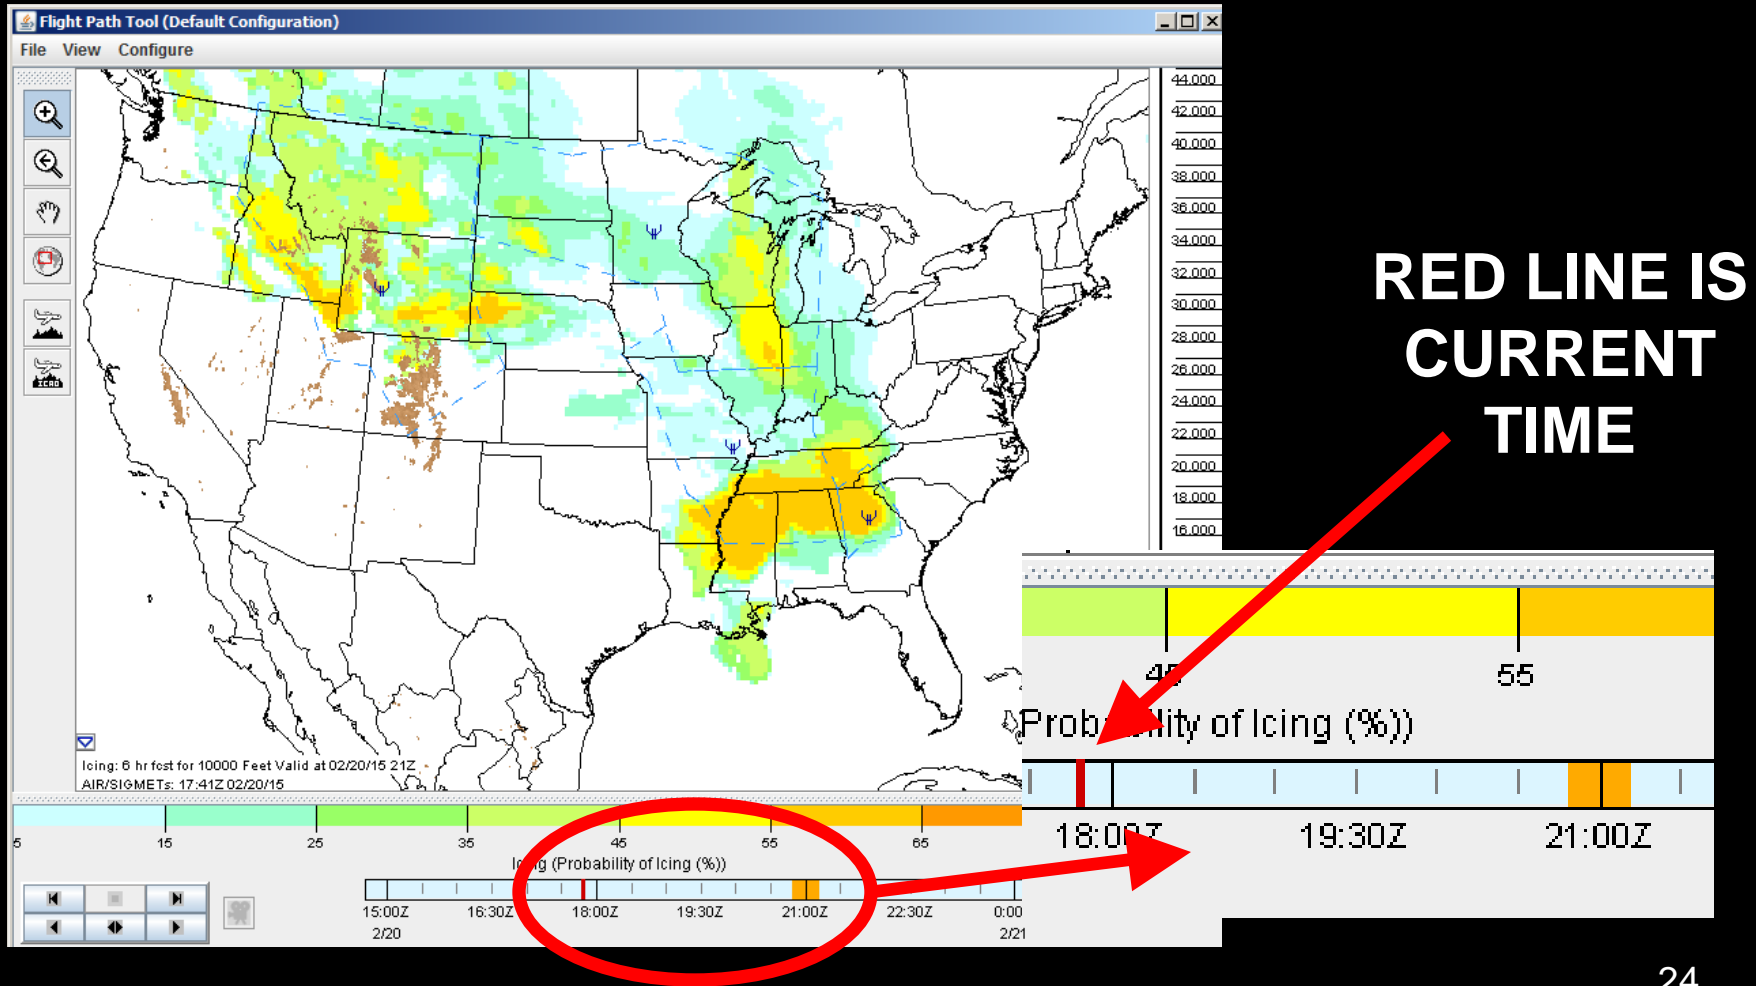 Flight Path Tool (Default Configuration)
File View Configure
44.000
42.000
40.000
38.000
36.000
34.000
32.000
30.000
28.000
26.000
24.000
22.000
20.000
18.000
16.000
ICAO
RED LINE IS
CURRENT
TIME
Icing: 6 hr fcst for 10000 Feet Valid at 02/20/15 21Z
AIR/SIGMETs: 17:41Z 02/20/15
5 15 25 35 45 55 65
Icing (Probability of Icing (%))
15:00Z 16:30Z 18:00Z 19:30Z 21:00Z 22:30Z 0:00
2/20 2/21
45 55
Probability of Icing (%))
18:00Z 19:30Z 21:00Z
24